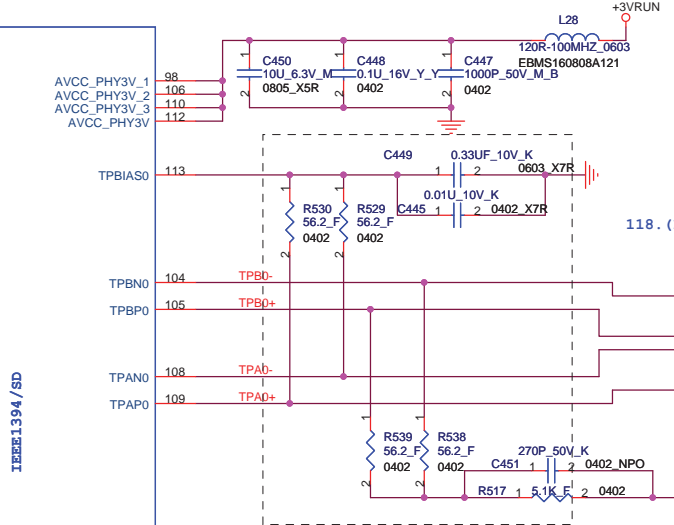 +3VRUN
L28
120R-100MHZ_0603
EBMS160808A121
C450
10U_6.3V_M
0805_X5R
C448
0.1U_16V_Y_Y
0402
C447
1000P_50V_M_B
0402
1
2
1
2
1
2
AVCC_PHY3V_1
98
AVCC_PHY3V_2
106
AVCC_PHY3V_3
110
AVCC_PHY3V
112
C449
0.33UF_10V_K
1
2
0603_X7R
TPBIAS0
113
0.01U_10V_K
C445
1
2
0402_X7R
1
1
R530
56.2_F
0402
R529
56.2_F
0402
2
2
118.(
TPBN0
104
TPB0-
TPBP0
105
TPB0+
TPAN0
108
TPA0-
TPAP0
109
TPA0+
IEEE1394/SD
1
1
R539
56.2_F
0402
R538
56.2_F
0402
2
2
270P_50V_K
C451
1
2
0402_NPO
R517
1
5.1K_F
2
0402